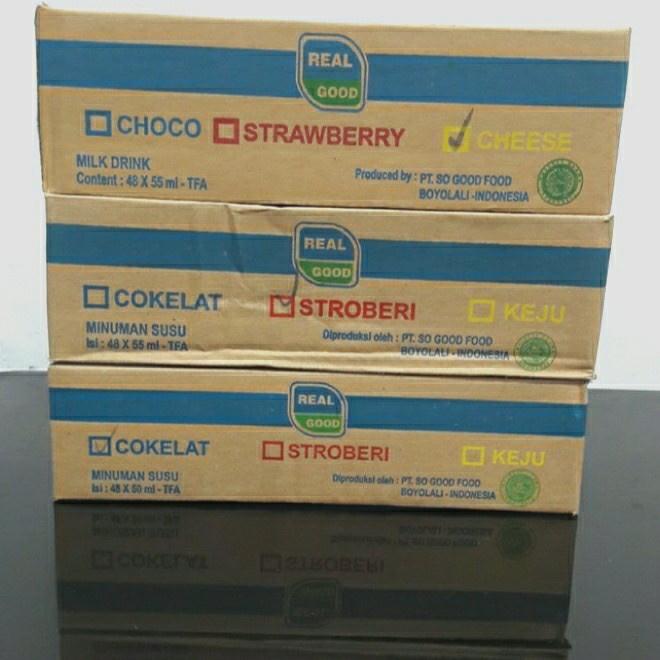 REAL
GOOD
CHOCO STRAWBERRY CHEESE
MILK DRINK
Content : 48 X 55 ml - TFA
Produced by : PT. SO GOOD FOOD
BOYOLALI -INDONESIA
REAL
GOOD
COKELAT STROBERI KEJU
MINUMAN SUSU
Isi : 48 X 55 ml - TFA
Diproduksi oleh : PT. SO GOOD FOOD
BOYOLALI - INDONESIA
REAL
GOOD
COKELAT STROBERI KEJU
MINUMAN SUSU
Isi : 48 X 50 ml - TFA
Diproduksi oleh : PT. SO GOOD FOOD
BOYOLALI - INDONESIA